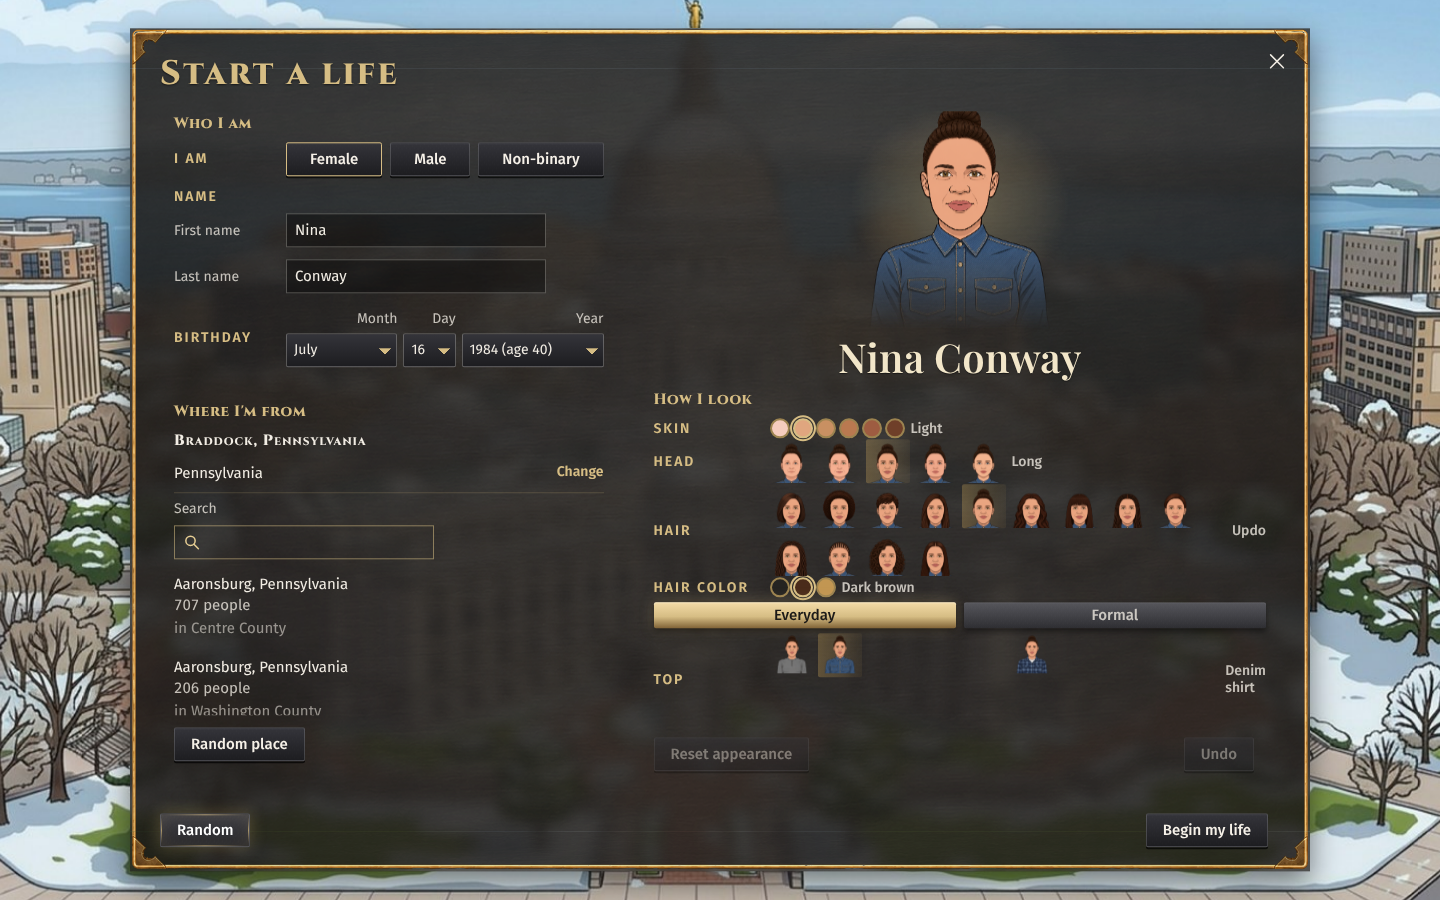 Start a life
Who I am
I AM
Female
Male
Non-binary
NAME
First name
Nina
Last name
Conway
Month
Day
Year
BIRTHDAY
July
16
1984 (age 40)
Where I'm from
Braddock, Pennsylvania
Pennsylvania
Change
Search
Aaronsburg, Pennsylvania
707 people
in Centre County
Aaronsburg, Pennsylvania
206 people
in Washington County
Random place
Random
Nina Conway
How I look
SKIN
Light
HEAD
Long
HAIR
Updo
HAIR COLOR
Dark brown
Everyday
Formal
TOP
Denim
shirt
Reset appearance
Undo
Begin my life